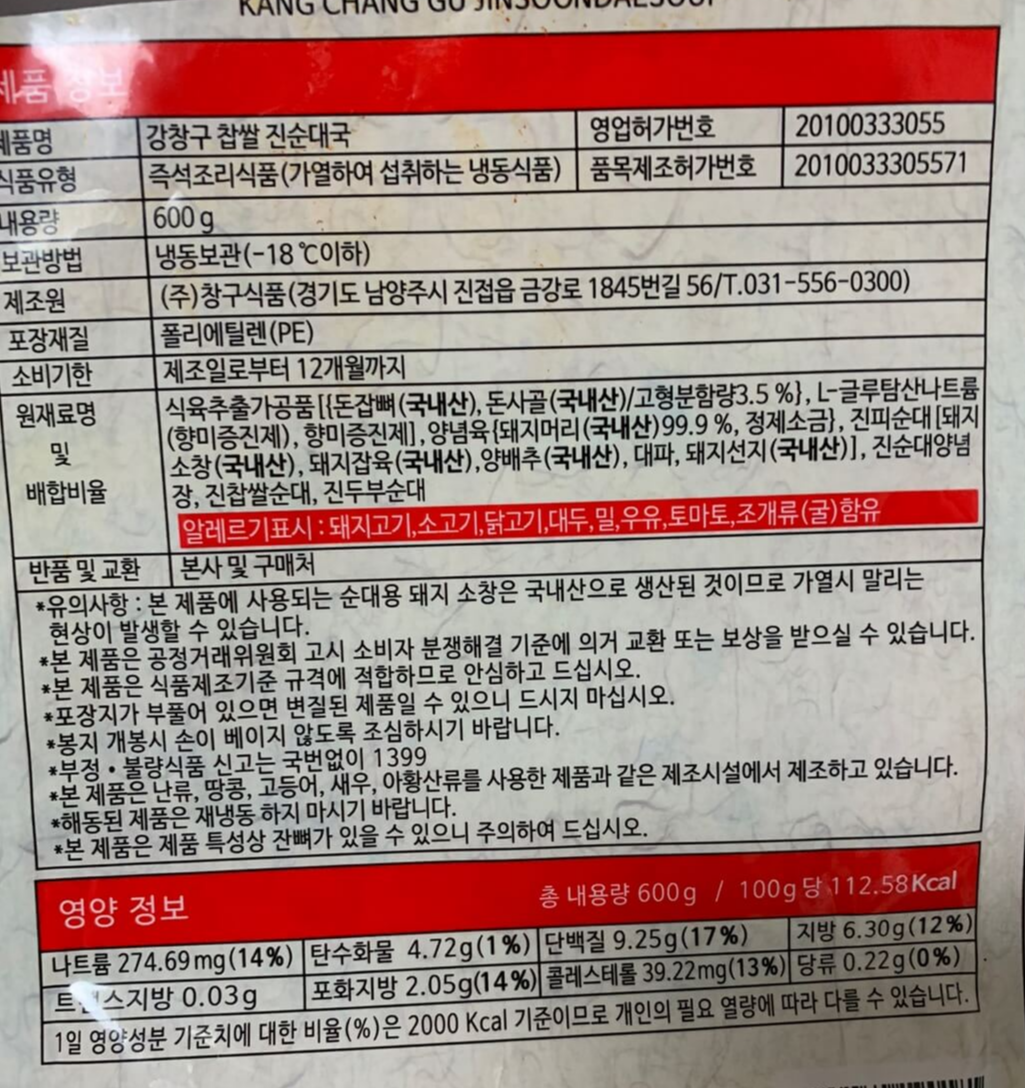 KANG CHANG GU JINSOONDAESOUP
제품 정보
제품명 강창구 찹쌀 진순대국 영업허가번호 20100333055
식품유형 즉석조리식품(가열하여 섭취하는 냉동식품) 품목제조허가번호 2010033305571
내용량 600 g
보관방법 냉동보관(-18 ℃이하)
제조원 (주)창구식품(경기도 남양주시 진접읍 금강로 1845번길 56/T.031-556-0300)
포장재질 폴리에틸렌(PE)
소비기한 제조일로부터 12개월까지
원재료명 식육추출가공품[{돈잡뼈(국내산), 돈사골(국내산)/고형분함량3.5 %}, L-글루탐산나트륨
및 (향미증진제), 향미증진제], 양념육{돼지머리(국내산)99.9 %, 정제소금}, 진피순대[돼지
소창(국내산), 돼지잡육(국내산),양배추(국내산), 대파, 돼지선지(국내산)], 진순대양념
배합비율 장, 진찹쌀순대, 진두부순대
알레르기표시 : 돼지고기,소고기,닭고기,대두,밀,우유,토마토,조개류(굴)함유
반품 및 교환 본사 및 구매처
*유의사항 : 본 제품에 사용되는 순대용 돼지 소창은 국내산으로 생산된 것이므로 가열시 말리는
현상이 발생할 수 있습니다.
*본 제품은 공정거래위원회 고시 소비자 분쟁해결 기준에 의거 교환 또는 보상을 받으실 수 있습니다.
*본 제품은 식품제조기준 규격에 적합하므로 안심하고 드십시오.
*포장지가 부풀어 있으면 변질된 제품일 수 있으니 드시지 마십시오.
*봉지 개봉시 손이 베이지 않도록 조심하시기 바랍니다.
*부정 • 불량식품 신고는 국번없이 1399
*본 제품은 난류, 땅콩, 고등어, 새우, 아황산류를 사용한 제품과 같은 제조시설에서 제조하고 있습니다.
*해동된 제품은 재냉동 하지 마시기 바랍니다.
*본 제품은 제품 특성상 잔뼈가 있을 수 있으니 주의하여 드십시오.
영양 정보 총 내용량 600g / 100g당 112.58Kcal
나트륨 274.69mg(14%) 탄수화물 4.72g(1%) 단백질 9.25g(17%) 지방 6.30g(12%)
트랜스지방 0.03g 포화지방 2.05g(14%) 콜레스테롤 39.22mg(13%) 당류 0.22g(0%)
1일 영양성분 기준치에 대한 비율(%)은 2000 Kcal 기준이므로 개인의 필요 열량에 따라 다를 수 있습니다.